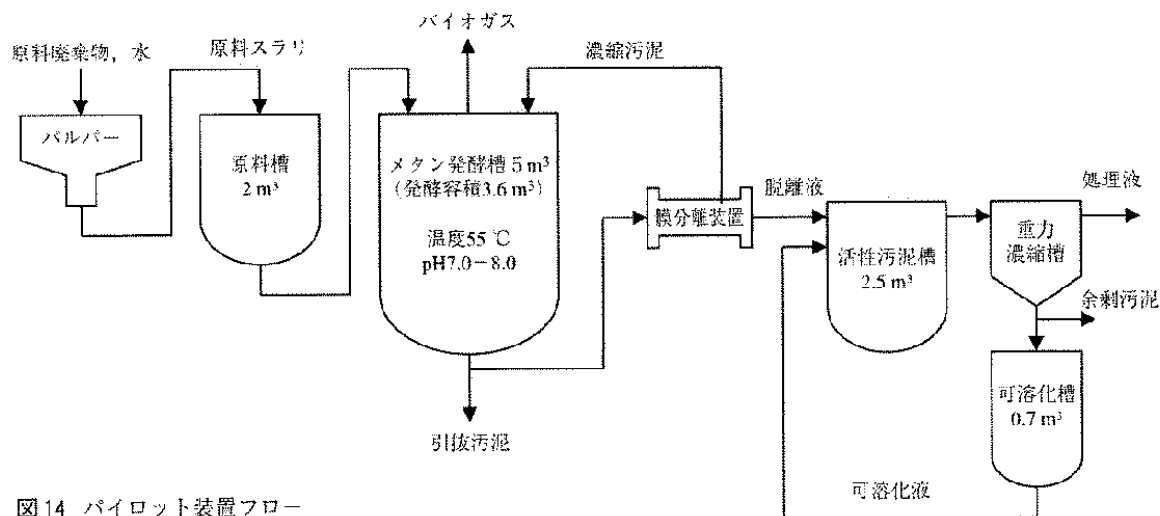 バイオガス
原料廃棄物，水
原料スラリ
濃縮汚泥
パルパー
原料槽
2 m³
メタン発酵槽 5 m³
(発酵容積3.6 m³)
温度55 ℃
pH7.0－8.0
膜分離装置
脱離液
活性汚泥槽
2.5 m³
重力
濃縮槽
処理液
余剰汚泥
可溶化槽
0.7 m³
引抜汚泥
可溶化液
図14 パイロット装置フロー